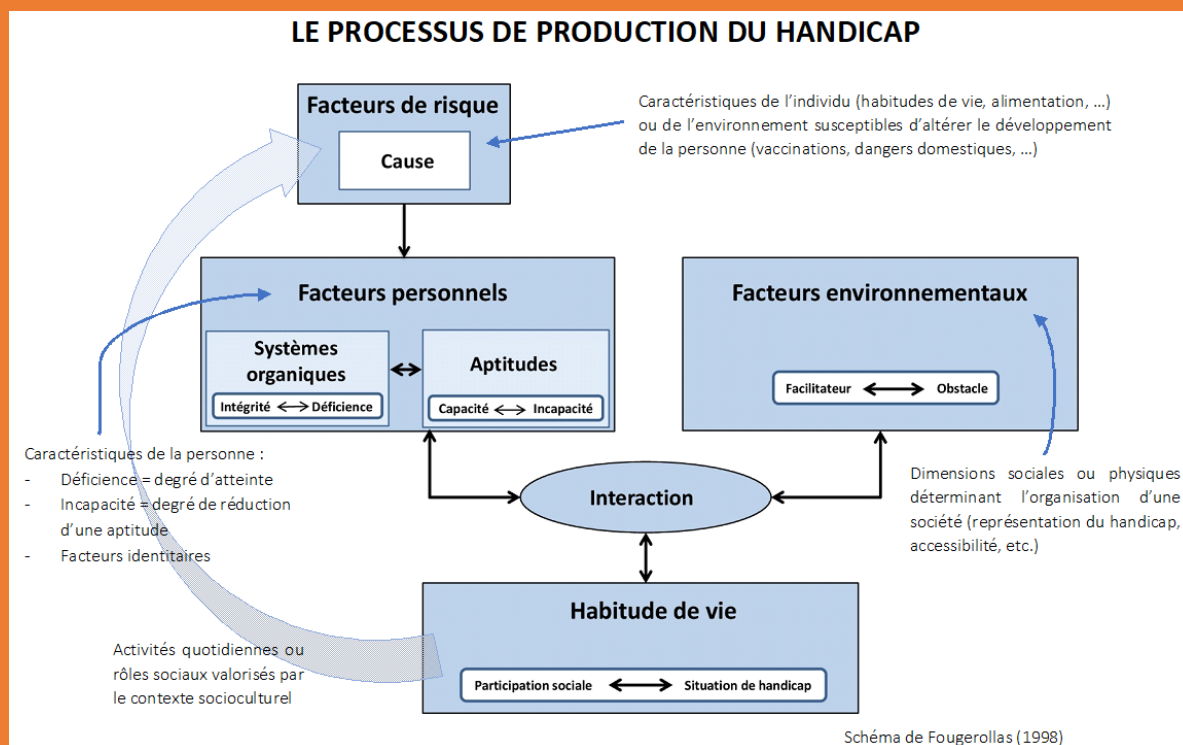 LE PROCESSUS DE PRODUCTION DU HANDICAP
Facteurs de risque
Cause
Caractéristiques de l'individu (habitudes de vie, alimentation, …)
ou de l'environnement susceptibles d'altérer le développement
de la personne (vaccinations, dangers domestiques, …)
Facteurs personnels
Systèmes
organiques
Intégrité
Déficience
Aptitudes
Capacité
Incapacité
Facteurs environnementaux
Facilitateur
Obstacle
Caractéristiques de la personne :
- Déficience = degré d'atteinte
- Incapacité = degré de réduction
d'une aptitude
- Facteurs identitaires
Interaction
Dimensions sociales ou physiques
déterminant l'organisation d'une
société (représentation du handicap,
accessibilité, etc.)
Habitude de vie
Participation sociale
Situation de handicap
Activités quotidiennes ou
rôles sociaux valorisés par
le contexte socioculturel
Schéma de Fougerollas (1998)